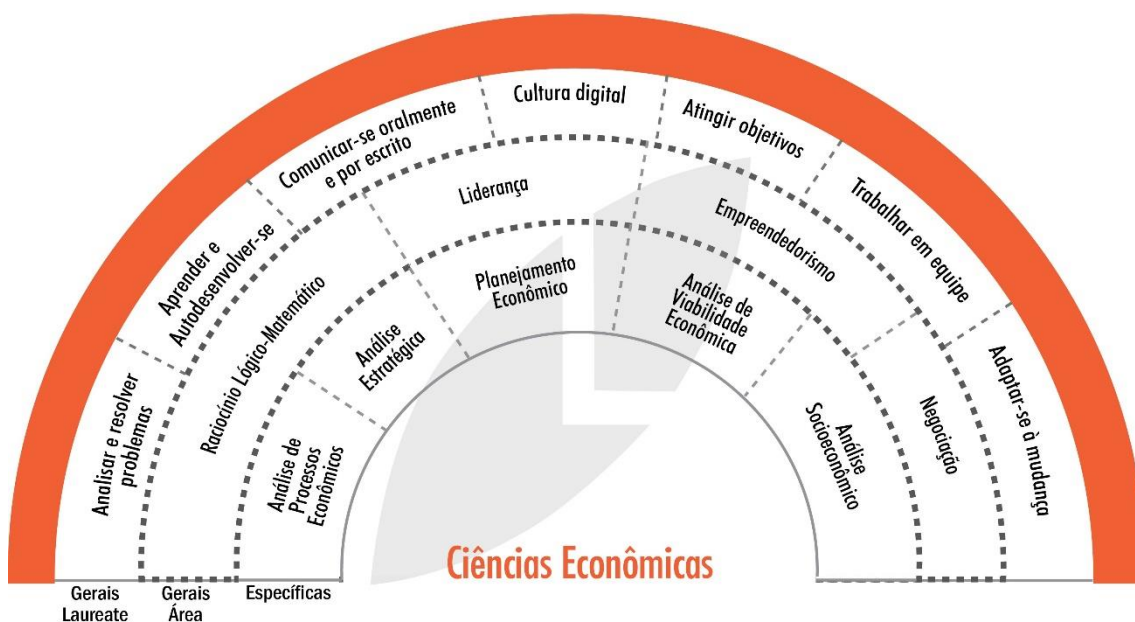 Analisar e resolver
problemas
Aprender e
Autodesenvolver-se
Comunicar-se oralmente
e por escrito
Cultura digital
Atingir objetivos
Trabalhar em equipe
Adaptar-se à mudança
Raciocínio Lógico-Matemático
Liderança
Empreendedorismo
Negociação
Análise de
Processos
Econômicos
Análise
Estratégica
Planejamento
Econômico
Análise de
Viabilidade
Econômica
Análise
Socioeconômico
Ciências Econômicas
Gerais
Laureate
Gerais
Área
Específicas